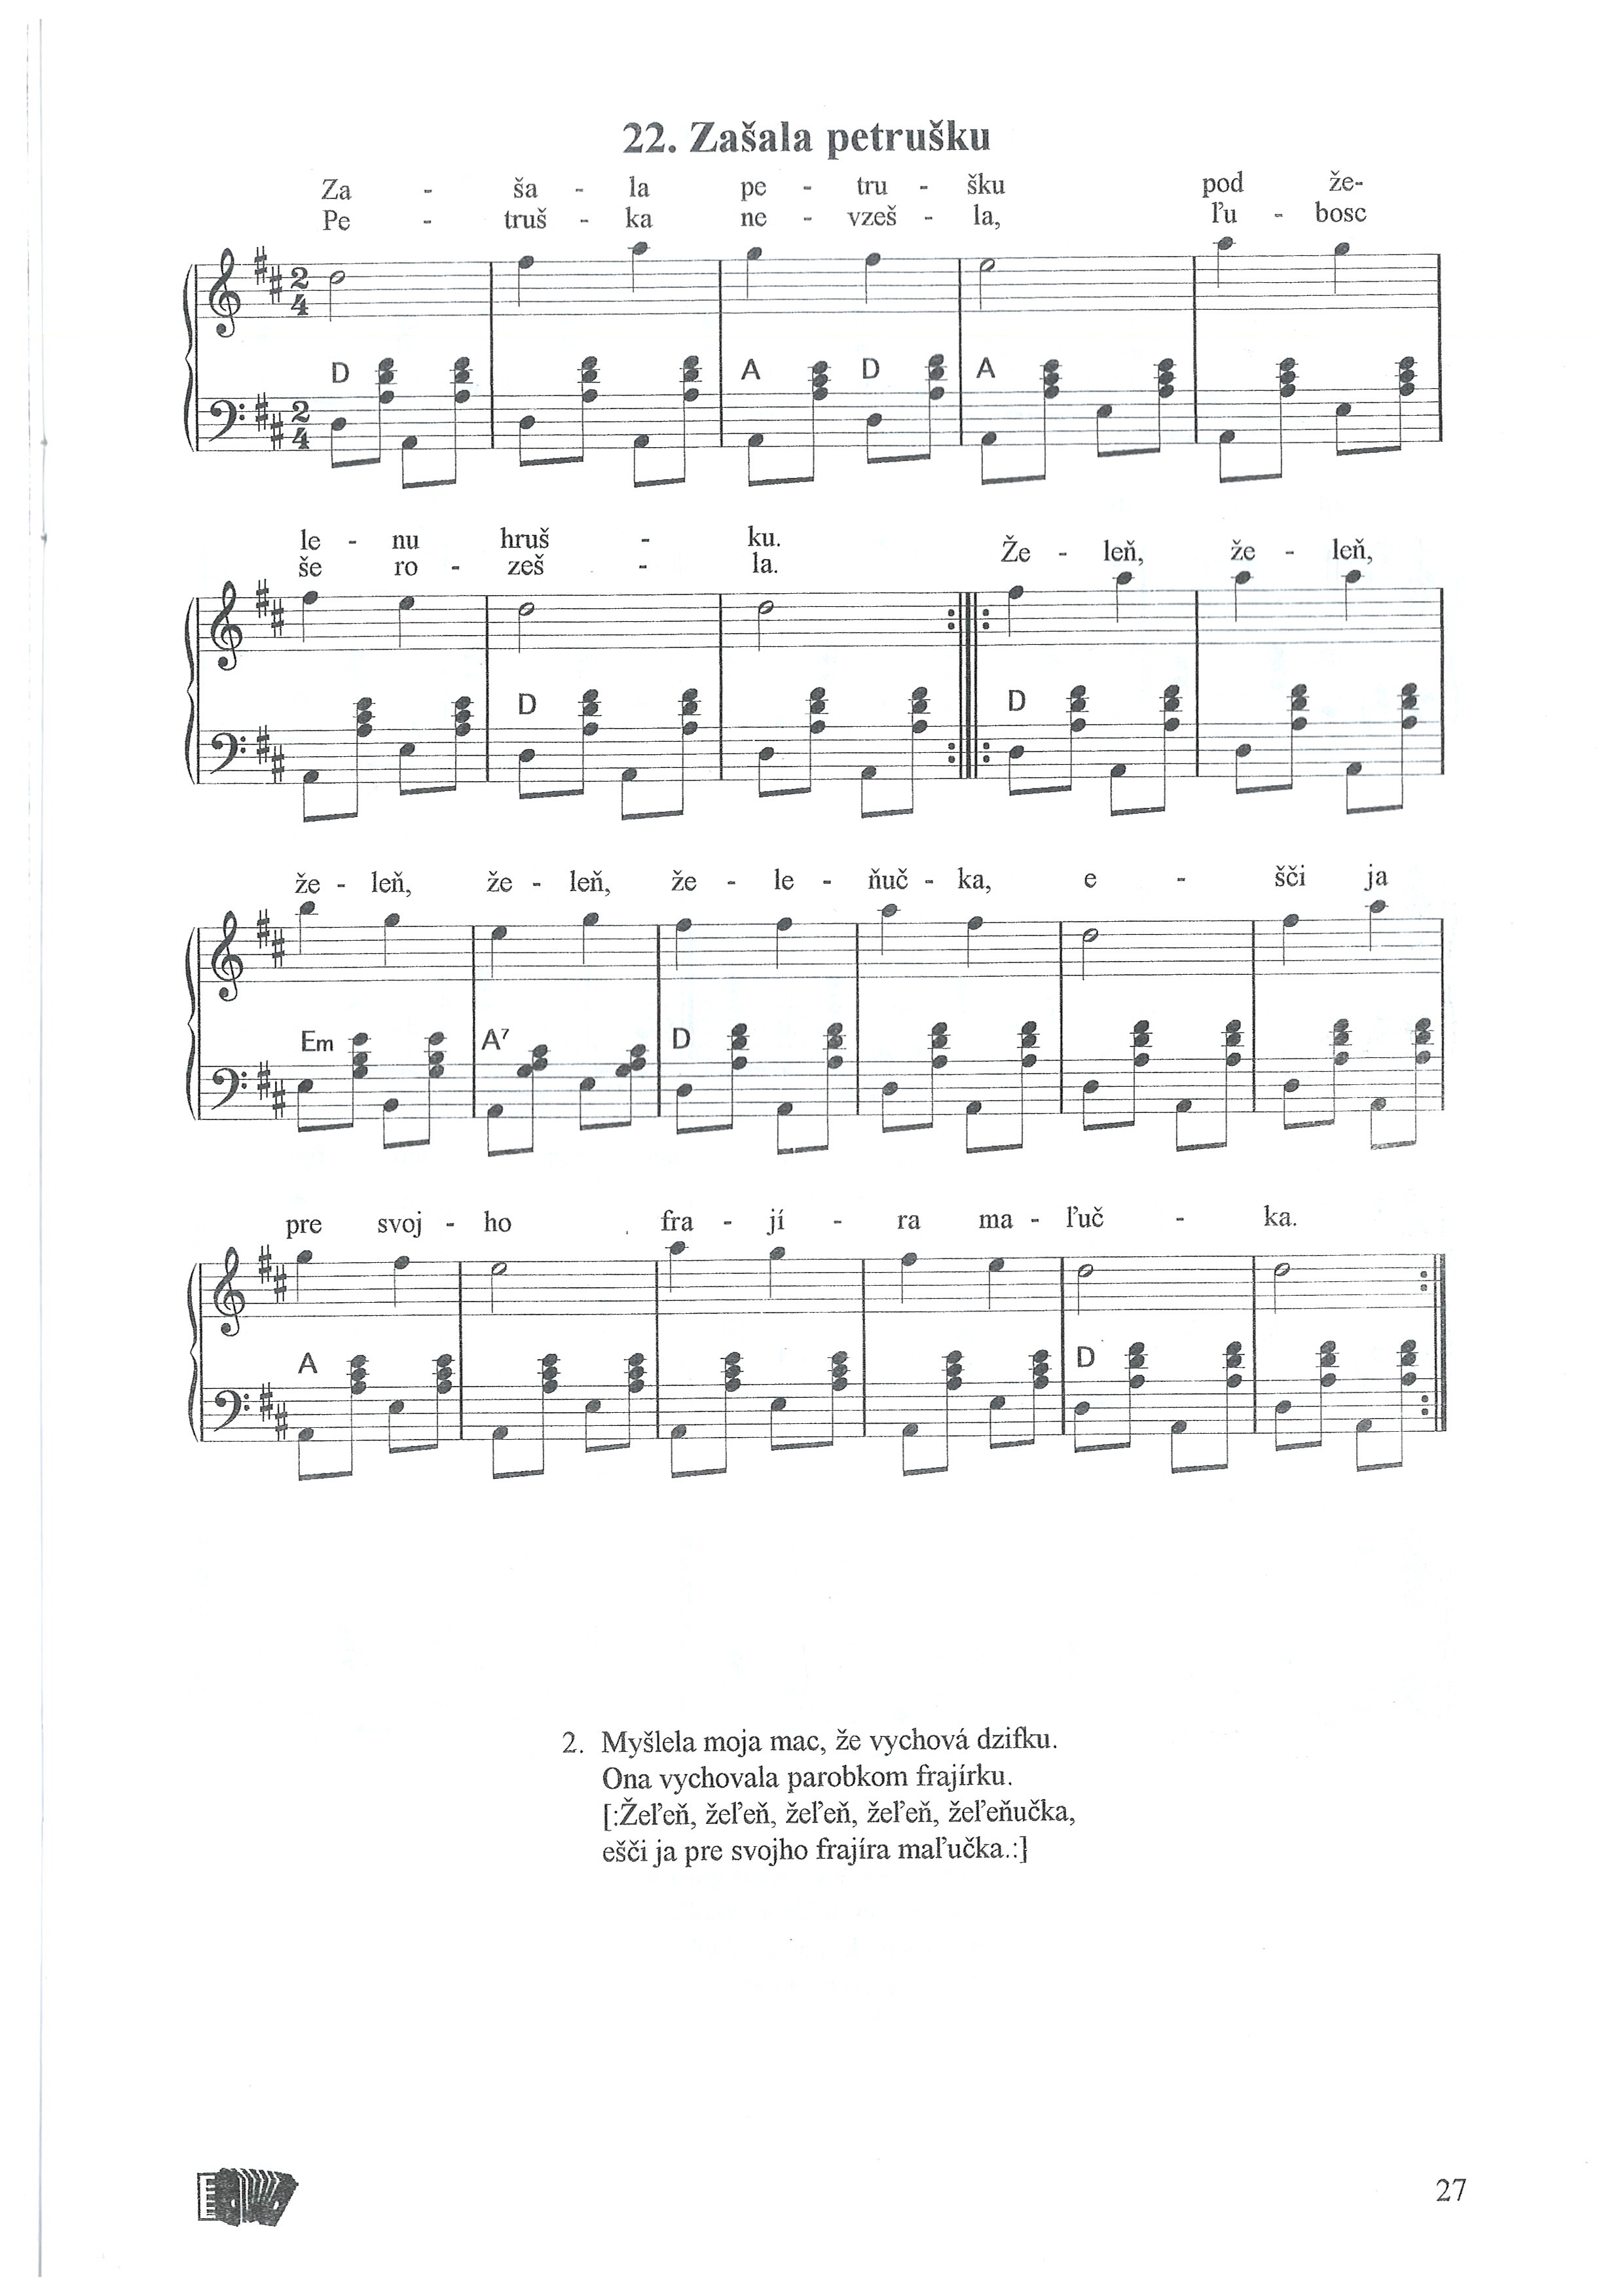 22. Zašala petrušku
Za - ša - la pe - tru - šku pod že-
Pe - truš - ka ne - vzeš - la, ľu - bosc
2 4
D A D A
2 4
le - nu hruš - ku. Že - leň, že - leň,
še ro - zeš - la.
D D
že - leň, že - leň, že - le - ňuč - ka, e - šči ja
Em A7 D
pre svoj - ho fra - jí - ra ma - ľuč - ka.
A D
2. Myšlela moja mac, že vychová dzifku.
Ona vychovala parobkom frajírku.
[:Žeľeň, žeľeň, žeľeň, žeľeň, žeľeňučka,
ešči ja pre svojho frajíra maľučka.:]
27